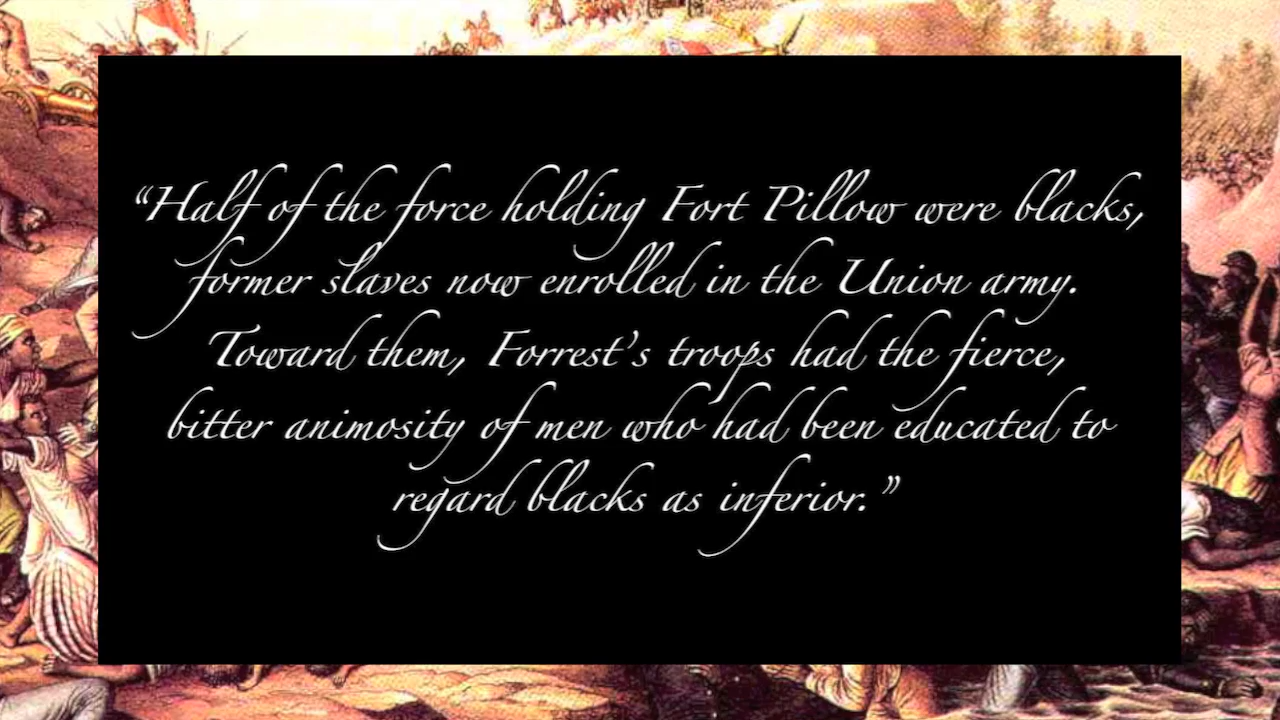 “Half of the force holding Fort Pillow were blacks,
former slaves now enrolled in the Union army.
Toward them, Forrest’s troops had the fierce,
bitter animosity of men who had been educated to
regard blacks as inferior.”